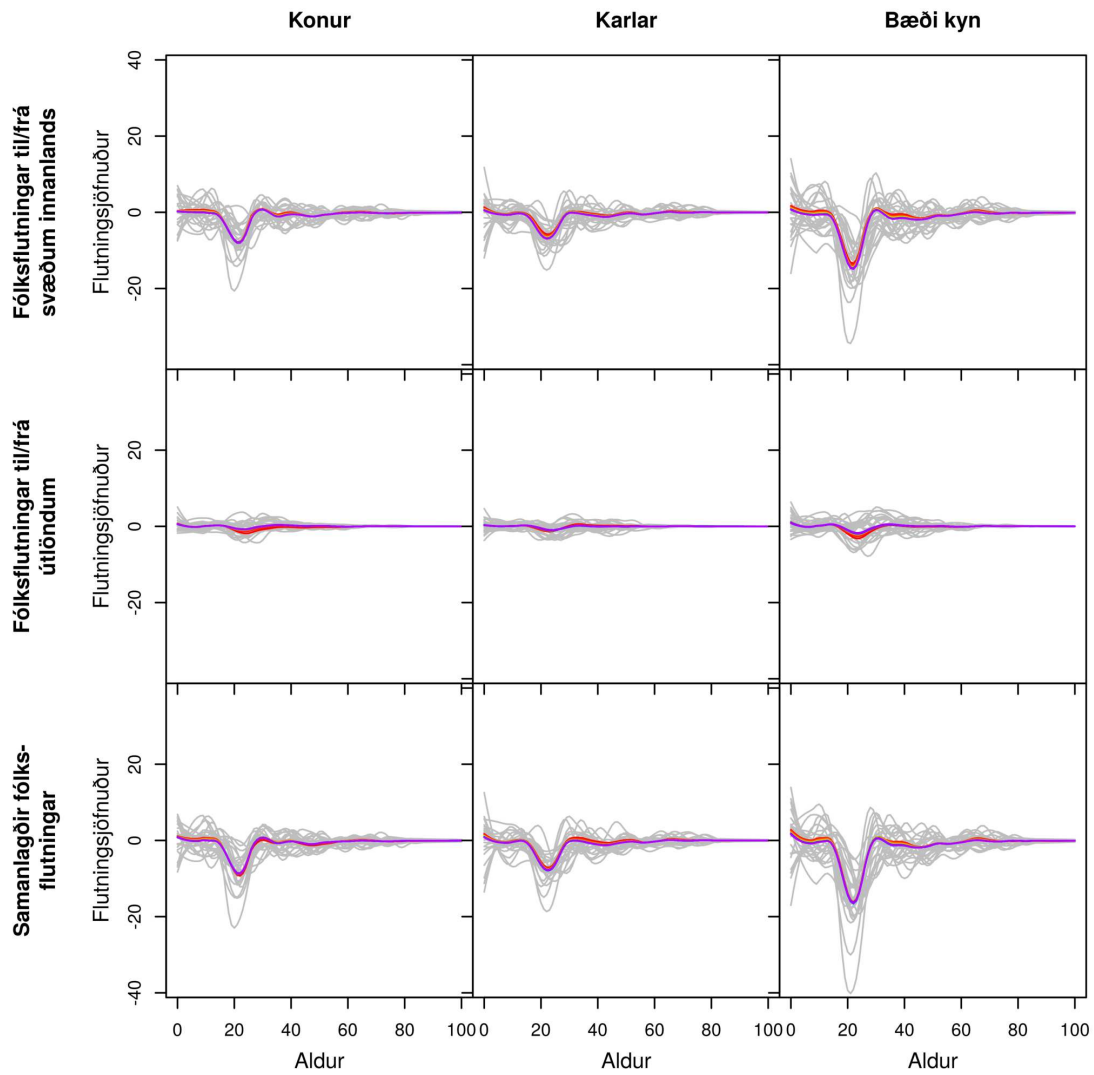 Konur
Karlar
Bæði kyn
Fólksflutningar til/frá
svæðum innanlands
Flutningsjöfnuður
40
20
0
-20
Fólksflutningar til/frá
útlöndum
Flutningsjöfnuður
20
0
-20
Samanlagðir fólks-
flutningar
Flutningsjöfnuður
20
0
-20
-40
0 20 40 60 80 100
0 20 40 60 80 100
0 20 40 60 80 100
Aldur
Aldur
Aldur